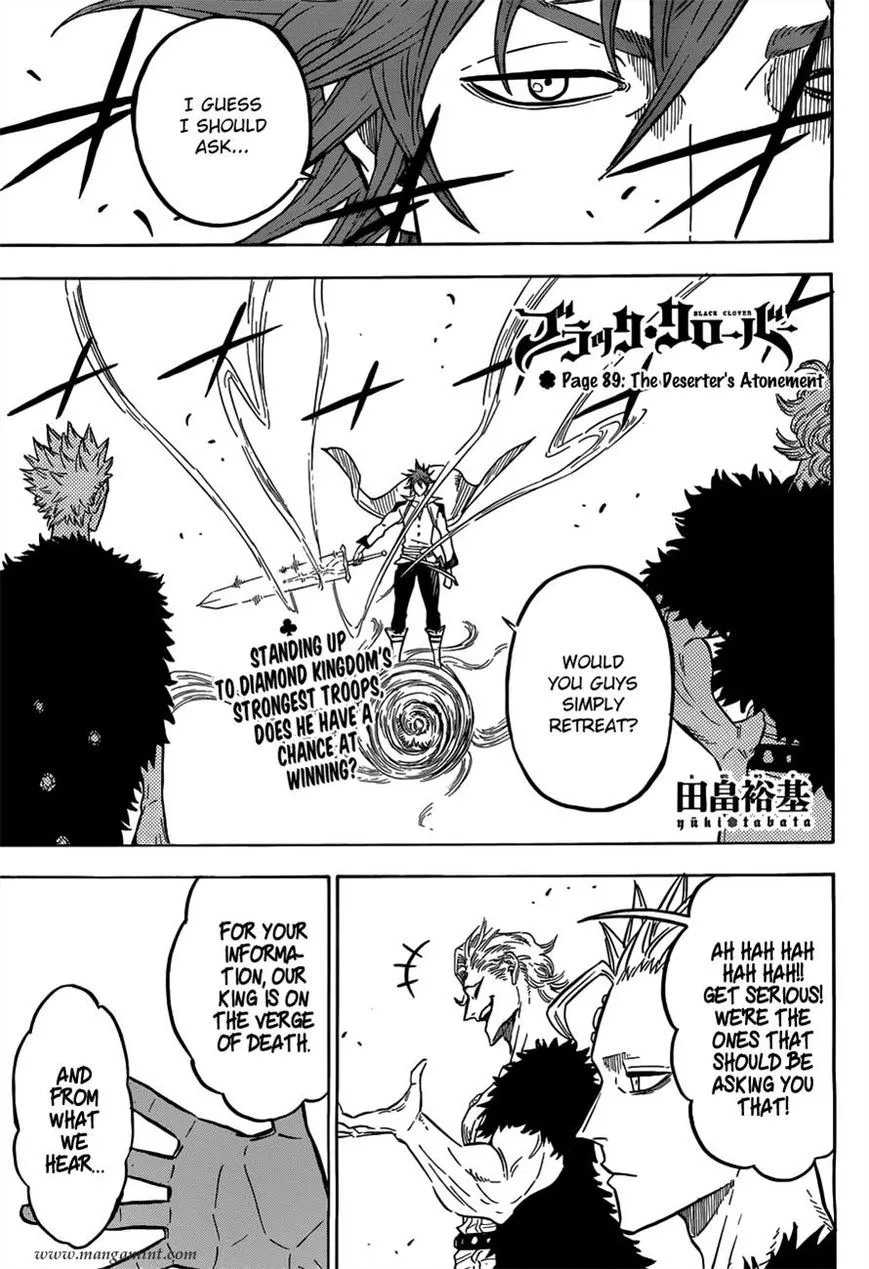 I GUESS
I SHOULD
ASK...
ブラック・クローバー
BLACK CLOVER
Page 89: The Deserter's Atonement
STANDING UP
TO DIAMOND KINGDOM'S
STRONGEST TROOPS,
DOES HE HAVE A
CHANCE AT
WINNING?
WOULD
YOU GUYS
SIMPLY
RETREAT?
田畠裕基
yūki tabata
AH HAH HAH
HAH HAH!!
GET SERIOUS!
WE'RE THE
ONES THAT
SHOULD BE
ASKING YOU
THAT!
FOR YOUR
INFORMA-
TION, OUR
KING IS ON
THE VERGE
OF DEATH.
AND
FROM
WHAT
WE
HEAR...
www.mangamint.com